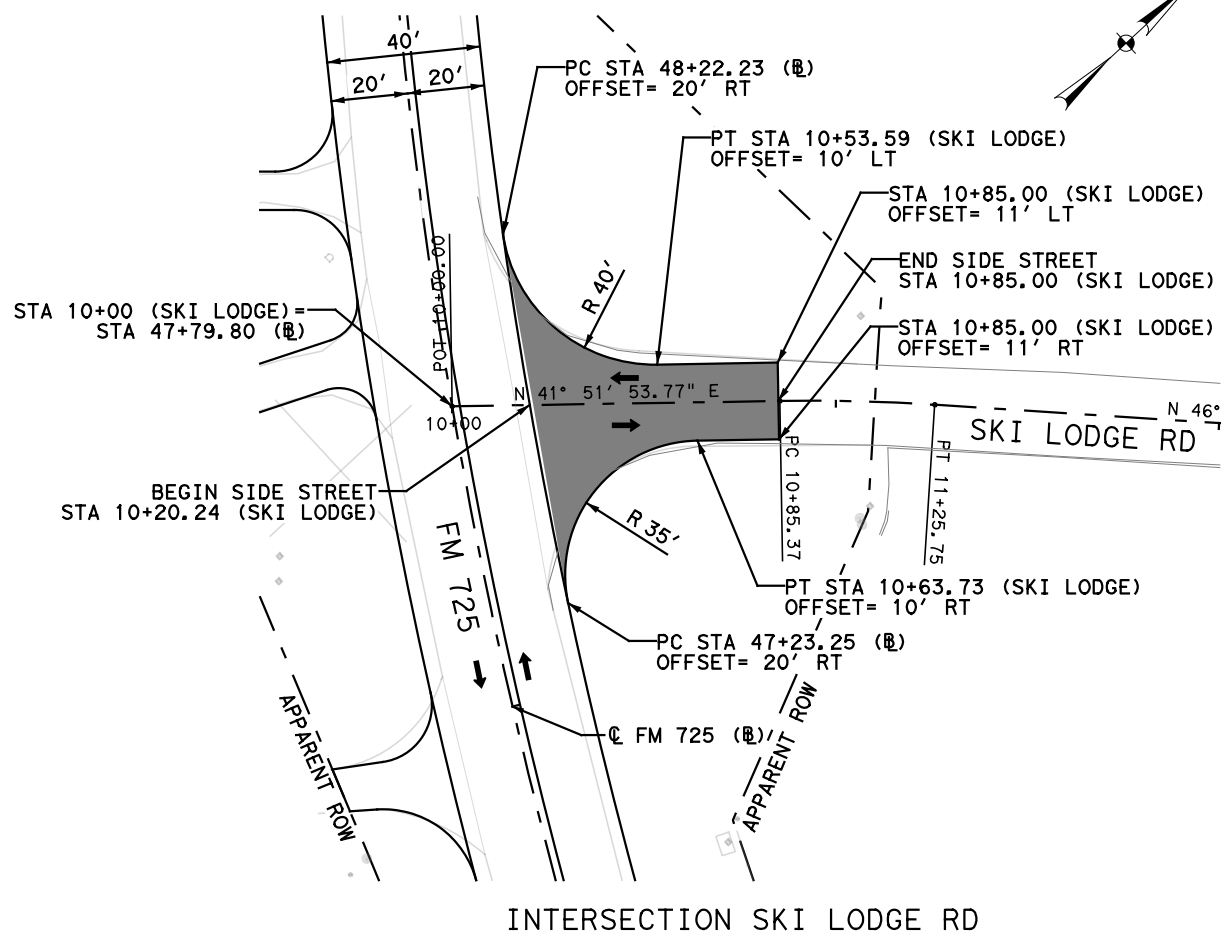 40'
20'
20'
PC STA 48+22.23 (BL)
OFFSET= 20' RT
PT STA 10+53.59 (SKI LODGE)
OFFSET= 10' LT
STA 10+85.00 (SKI LODGE)
OFFSET= 11' LT
END SIDE STREET
STA 10+85.00 (SKI LODGE)
STA 10+85.00 (SKI LODGE)
OFFSET= 11' RT
R 40'
POT 10+00.00
STA 10+00 (SKI LODGE)=
STA 47+79.80 (BL)
N 41° 51' 53.77" E
10+00
N 46°
SKI LODGE RD
PC 10+85.37
PT 11+25.75
BEGIN SIDE STREET
STA 10+20.24 (SKI LODGE)
R 35'
FM 725
PT STA 10+63.73 (SKI LODGE)
OFFSET= 10' RT
PC STA 47+23.25 (BL)
OFFSET= 20' RT
CL FM 725 (BL)
APPARENT ROW
APPARENT ROW
INTERSECTION SKI LODGE RD